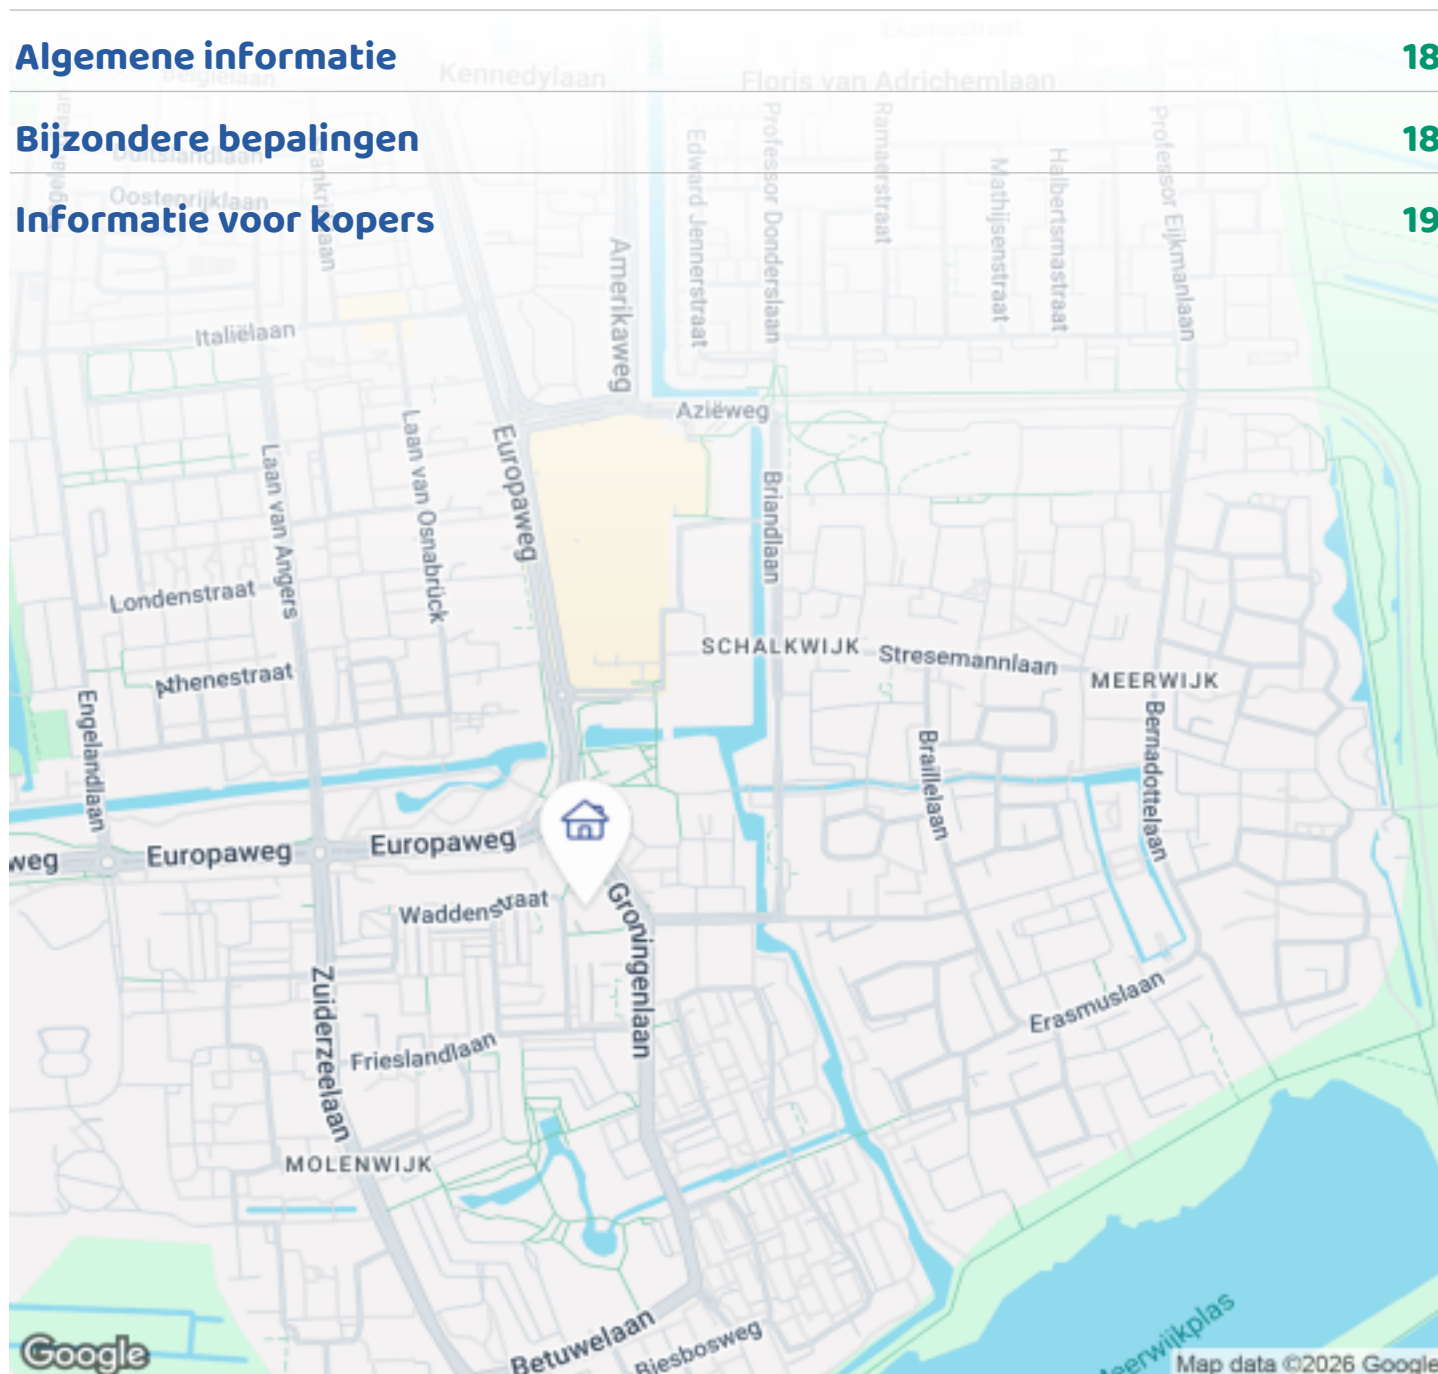 Ekamastraat
Algemene informatie 18
Belgiëlaan
Kennedylaan
Floris van Adrichemlaan
Bijzondere bepalingen 18
Duitslandlaan
Oostenrijklaan
Informatie voor kopers 19
Edward Jennerstraat
Professor Donderslaan
Ramaerstraat
Mathijsenstraat
Halbertsmastraat
Professor Eijkmanlaan
Amerikaweg
Italiëlaan
Aziëweg
Laan van Angers
Laan van Osnabrück
Europaweg
Briandlaan
Londenstraat
SCHALKWIJK
Stresemannlaan
Athenestraat
MEERWIJK
Engelandlaan
Braillelaan
Bernadottelaan
weg
Europaweg
Europaweg
Waddenstraat
Groningenlaan
Zuiderzeelaan
Erasmuslaan
Frieslandlaan
MOLENWIJK
Betuwelaan
Biesbosweg
Meerwijkplas
Google
Map data ©2026 Google